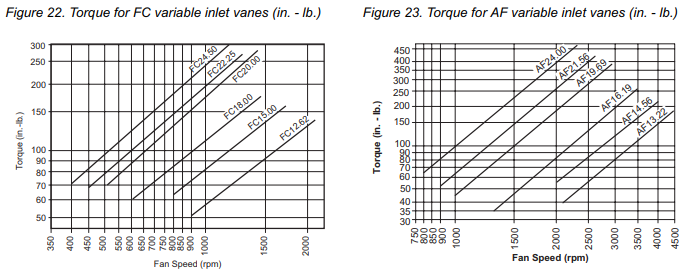 Figure 22. Torque for FC variable inlet vanes (in. - lb.)
300
250
200
150
100
90
80
70
60
50
Torque (in.-lb.)
FC24.50
FC22.25
FC20.00
FC18.00
FC15.00
FC12.62
350 400 450 500 550 600 650 700 750 800 850 900 1000 1500 2000
Fan Speed (rpm)
Figure 23. Torque for AF variable inlet vanes (in. - lb.)
450
400
350
300
250
200
150
100
90
80
70
60
50
40
35
30
Torque (in. - lb.)
AF24.00
AF21.56
AF19.69
AF16.19
AF14.56
AF13.22
750 800 850 900 1000 1500 2000 2500 3000 3500 4000 4500
Fan Speed (rpm)